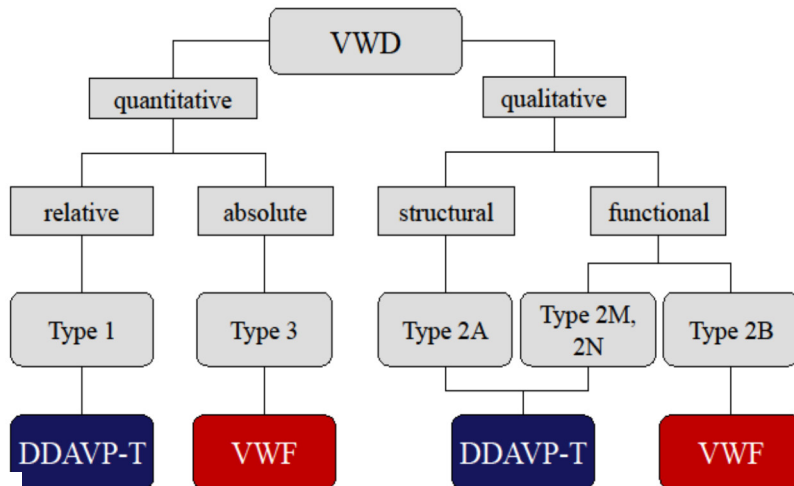 VWD
quantitative
qualitative
relative
absolute
structural
functional
Type 1
Type 3
Type 2A
Type 2M,
2N
Type 2B
DDAVP-T
VWF
DDAVP-T
VWF